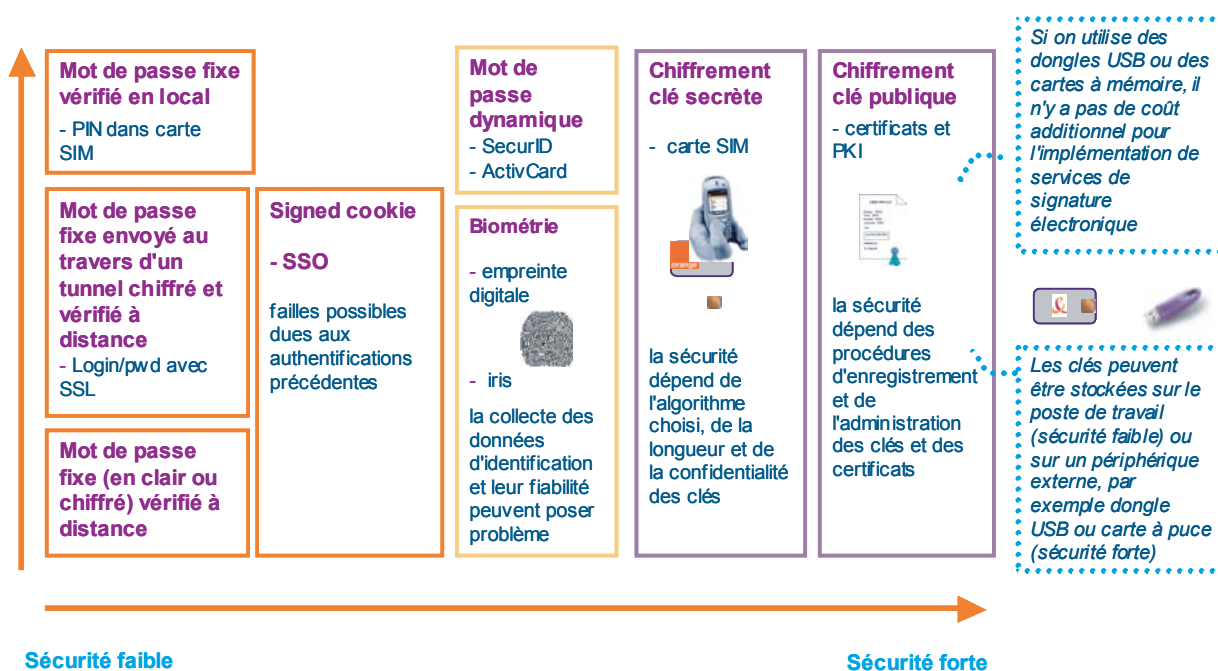 Mot de passe fixe
vérifié en local
- PIN dans carte
SIM
Mot de passe
fixe envoyé au
travers d'un
tunnel chiffré et
vérifié à
distance
- Login/pwd avec
SSL
Mot de passe
fixe (en clair ou
chiffré) vérifié à
distance
Signed cookie
- SSO
failles possibles
dues aux
authentifications
précédentes
Mot de
passe
dynamique
- SecurID
- ActivCard
Biométrie
- empreinte
digitale
- iris
la collecte des
données
d'identification
et leur fiabilité
peuvent poser
problème
Chiffrement
clé secrète
- carte SIM
orange
la sécurité
dépend de
l'algorithme
choisi, de la
longueur et de
la confidentialité
des clés
Chiffrement
clé publique
- certificats et
PKI
la sécurité
dépend des
procédures
d'enregistrement
et de
l'administration
des clés et des
certificats
Si on utilise des
dongles USB ou des
cartes à mémoire, il
n'y a pas de coût
additionnel pour
l'implémentation de
services de
signature
électronique
Les clés peuvent
être stockées sur le
poste de travail
(sécurité faible) ou
sur un périphérique
externe, par
exemple dongle
USB ou carte à puce
(sécurité forte)
Sécurité faible
Sécurité forte